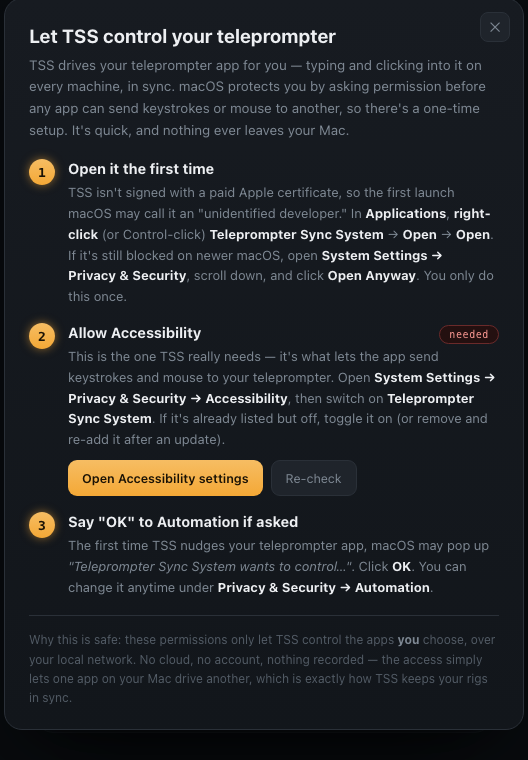 Let TSS control your teleprompter
TSS drives your teleprompter app for you — typing and clicking into it on
every machine, in sync. macOS protects you by asking permission before
any app can send keystrokes or mouse to another, so there's a one-time
setup. It's quick, and nothing ever leaves your Mac.
1 Open it the first time
TSS isn't signed with a paid Apple certificate, so the first launch
macOS may call it an "unidentified developer." In Applications, right-
click (or Control-click) Teleprompter Sync System → Open → Open.
If it's still blocked on newer macOS, open System Settings →
Privacy & Security, scroll down, and click Open Anyway. You only do
this once.
2 Allow Accessibility needed
This is the one TSS really needs — it's what lets the app send
keystrokes and mouse to your teleprompter. Open System Settings →
Privacy & Security → Accessibility, then switch on Teleprompter
Sync System. If it's already listed but off, toggle it on (or remove and
re-add it after an update).
Open Accessibility settings Re-check
3 Say "OK" to Automation if asked
The first time TSS nudges your teleprompter app, macOS may pop up
"Teleprompter Sync System wants to control…". Click OK. You can
change it anytime under Privacy & Security → Automation.
Why this is safe: these permissions only let TSS control the apps you choose, over
your local network. No cloud, no account, nothing recorded — the access simply
lets one app on your Mac drive another, which is exactly how TSS keeps your rigs
in sync.